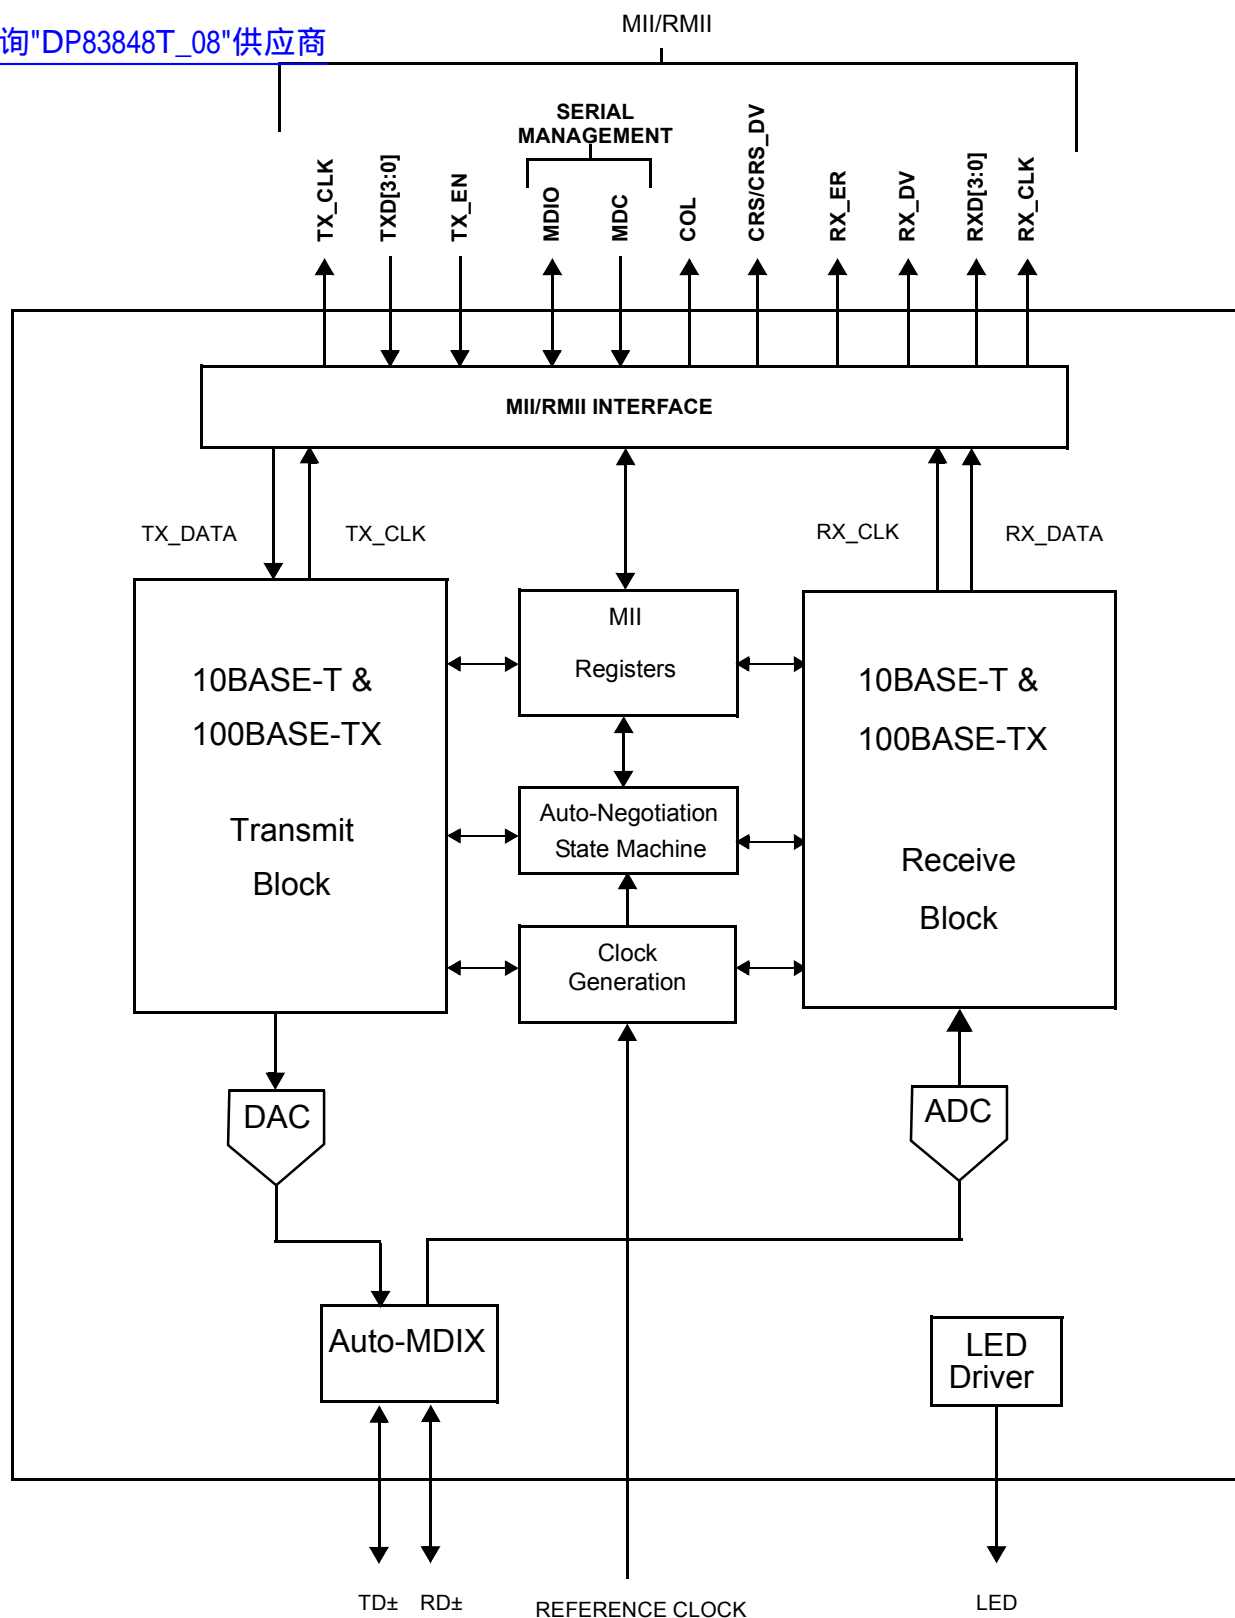 询"DP83848T_08"供应商
MII/RMII
SERIAL
MANAGEMENT
TX_CLK
TXD[3:0]
TX_EN
MDIO
MDC
COL
CRS/CRS_DV
RX_ER
RX_DV
RXD[3:0]
RX_CLK
MII/RMII INTERFACE
TX_DATA
TX_CLK
RX_CLK
RX_DATA
10BASE-T &
100BASE-TX
Transmit
Block
MII
Registers
Auto-Negotiation
State Machine
Clock
Generation
10BASE-T &
100BASE-TX
Receive
Block
DAC
ADC
Auto-MDIX
LED
Driver
TD±
RD±
REFERENCE CLOCK
LED